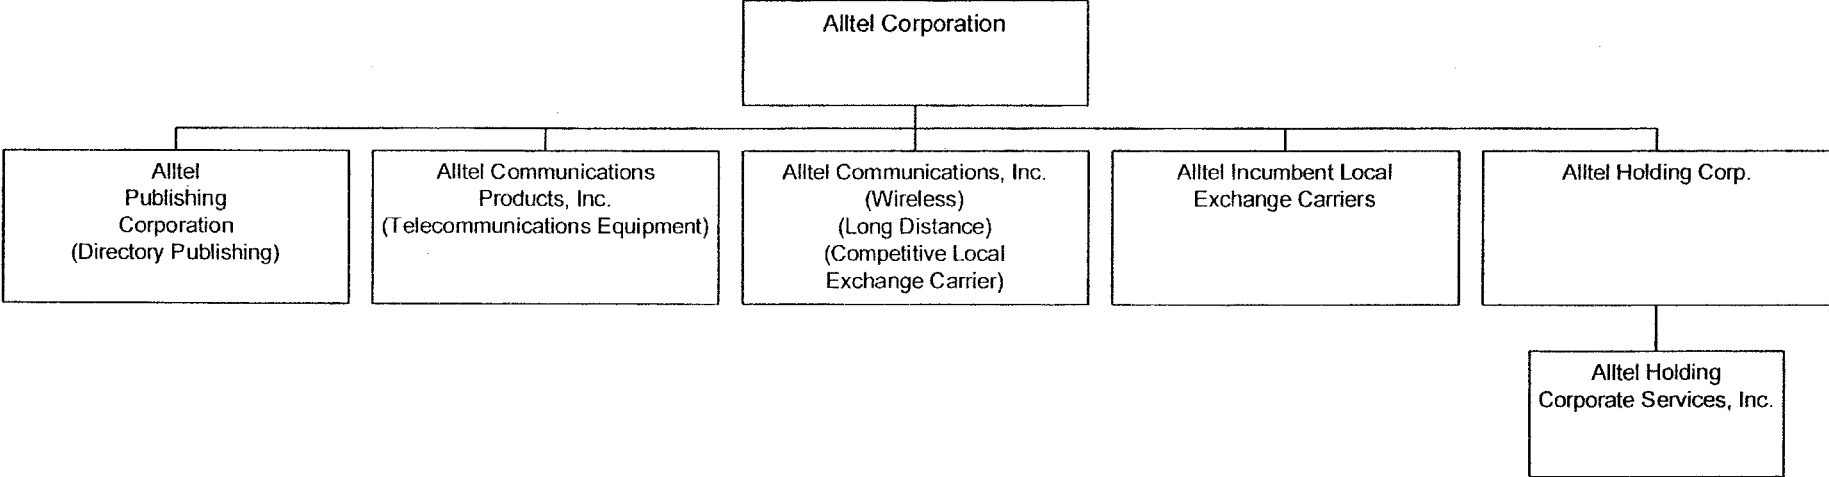 Alltel Corporation
Alltel
Publishing
Corporation
(Directory Publishing)
Alltel Communications
Products, Inc.
(Telecommunications Equipment)
Alltel Communications, Inc.
(Wireless)
(Long Distance)
(Competitive Local
Exchange Carrier)
Alltel Incumbent Local
Exchange Carriers
Alltel Holding Corp.
Alltel Holding
Corporate Services, Inc.